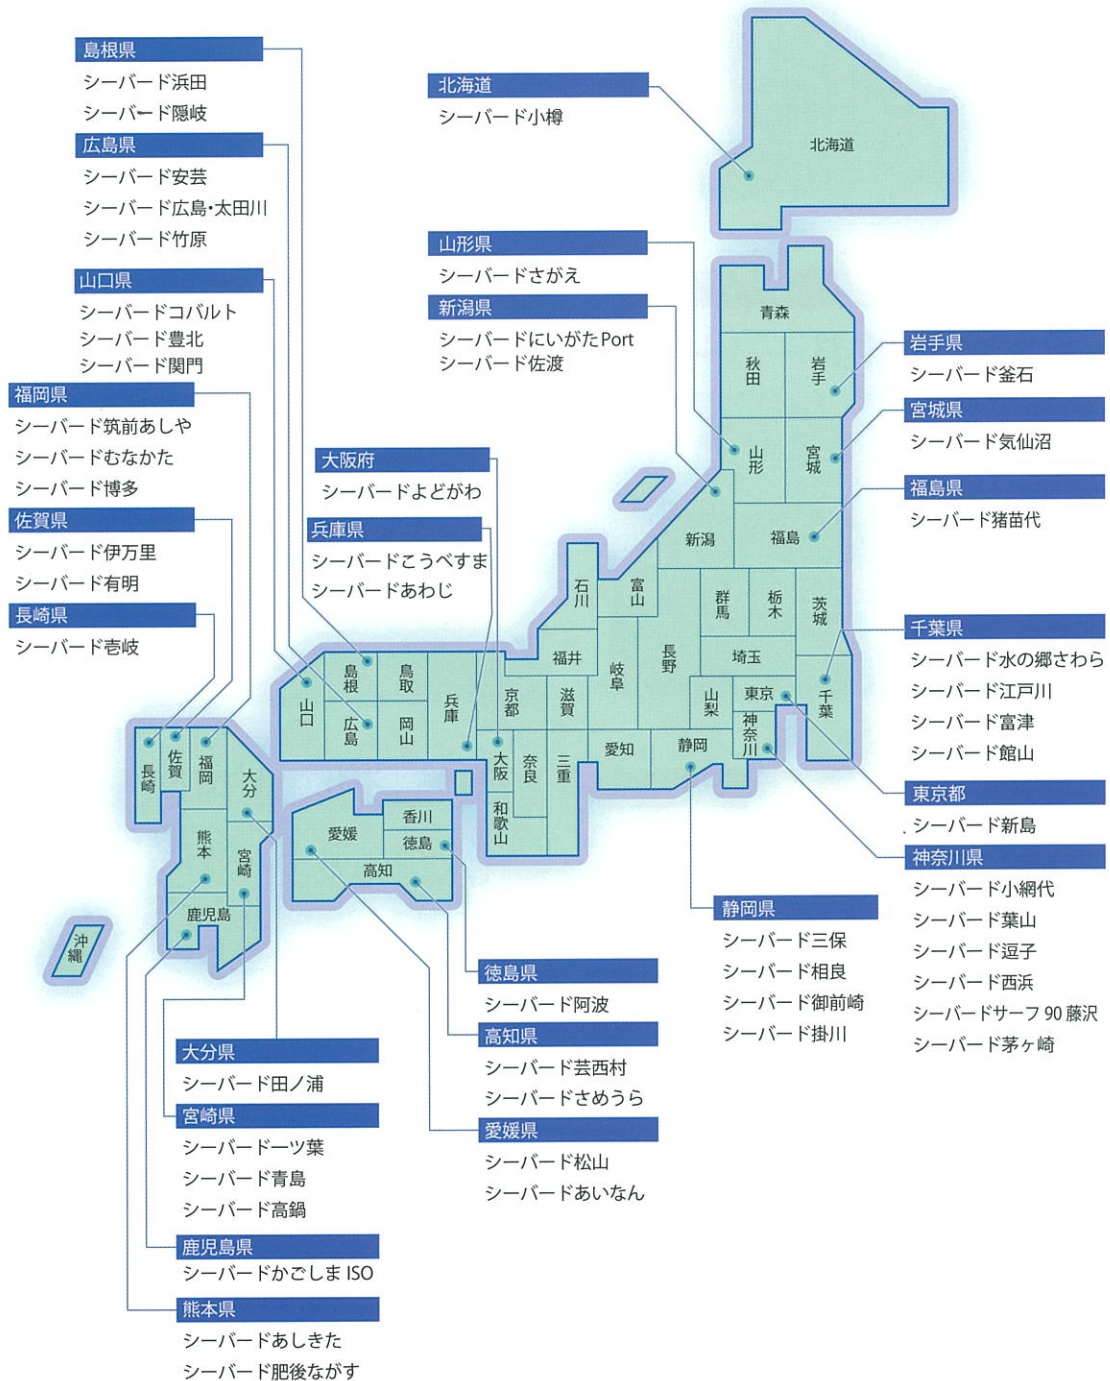 島根県
シーバード浜田
シーバード隠岐
広島県
シーバード安芸
シーバード広島・太田川
シーバード竹原
山口県
シーバードコバルト
シーバード豊北
シーバード関門
福岡県
シーバード筑前あしや
シーバードむなかた
シーバード博多
佐賀県
シーバード伊万里
シーバード有明
長崎県
シーバード壱岐
大阪府
シーバードよどがわ
兵庫県
シーバードこうべすま
シーバードあわじ
北海道
シーバード小樽
山形県
シーバードさがえ
新潟県
シーバードにいがたPort
シーバード佐渡
岩手県
シーバード釜石
宮城県
シーバード気仙沼
福島県
シーバード猪苗代
千葉県
シーバード水の郷さわら
シーバード江戸川
シーバード富津
シーバード館山
東京都
シーバード新島
神奈川県
シーバード小網代
シーバード葉山
シーバード逗子
シーバード西浜
シーバードサーフ 90 藤沢
シーバード茅ヶ崎
静岡県
シーバード三保
シーバード相良
シーバード御前崎
シーバード掛川
徳島県
シーバード阿波
高知県
シーバード芸西村
シーバードさめうら
愛媛県
シーバード松山
シーバードあいなん
大分県
シーバード田ノ浦
宮崎県
シーバード一ツ葉
シーバード青島
シーバード高鍋
鹿児島県
シーバードかごしま ISO
熊本県
シーバードあしきた
シーバード肥後ながす
北海道
青森
秋田
岩手
山形
宮城
新潟
福島
石川
富山
群馬
栃木
茨城
福井
岐阜
長野
埼玉
山梨
東京
千葉
神奈川
静岡
愛知
滋賀
京都
兵庫
大阪
奈良
三重
和歌山
鳥取
島根
岡山
広島
山口
香川
徳島
愛媛
高知
長崎
佐賀
福岡
大分
熊本
宮崎
鹿児島
沖縄